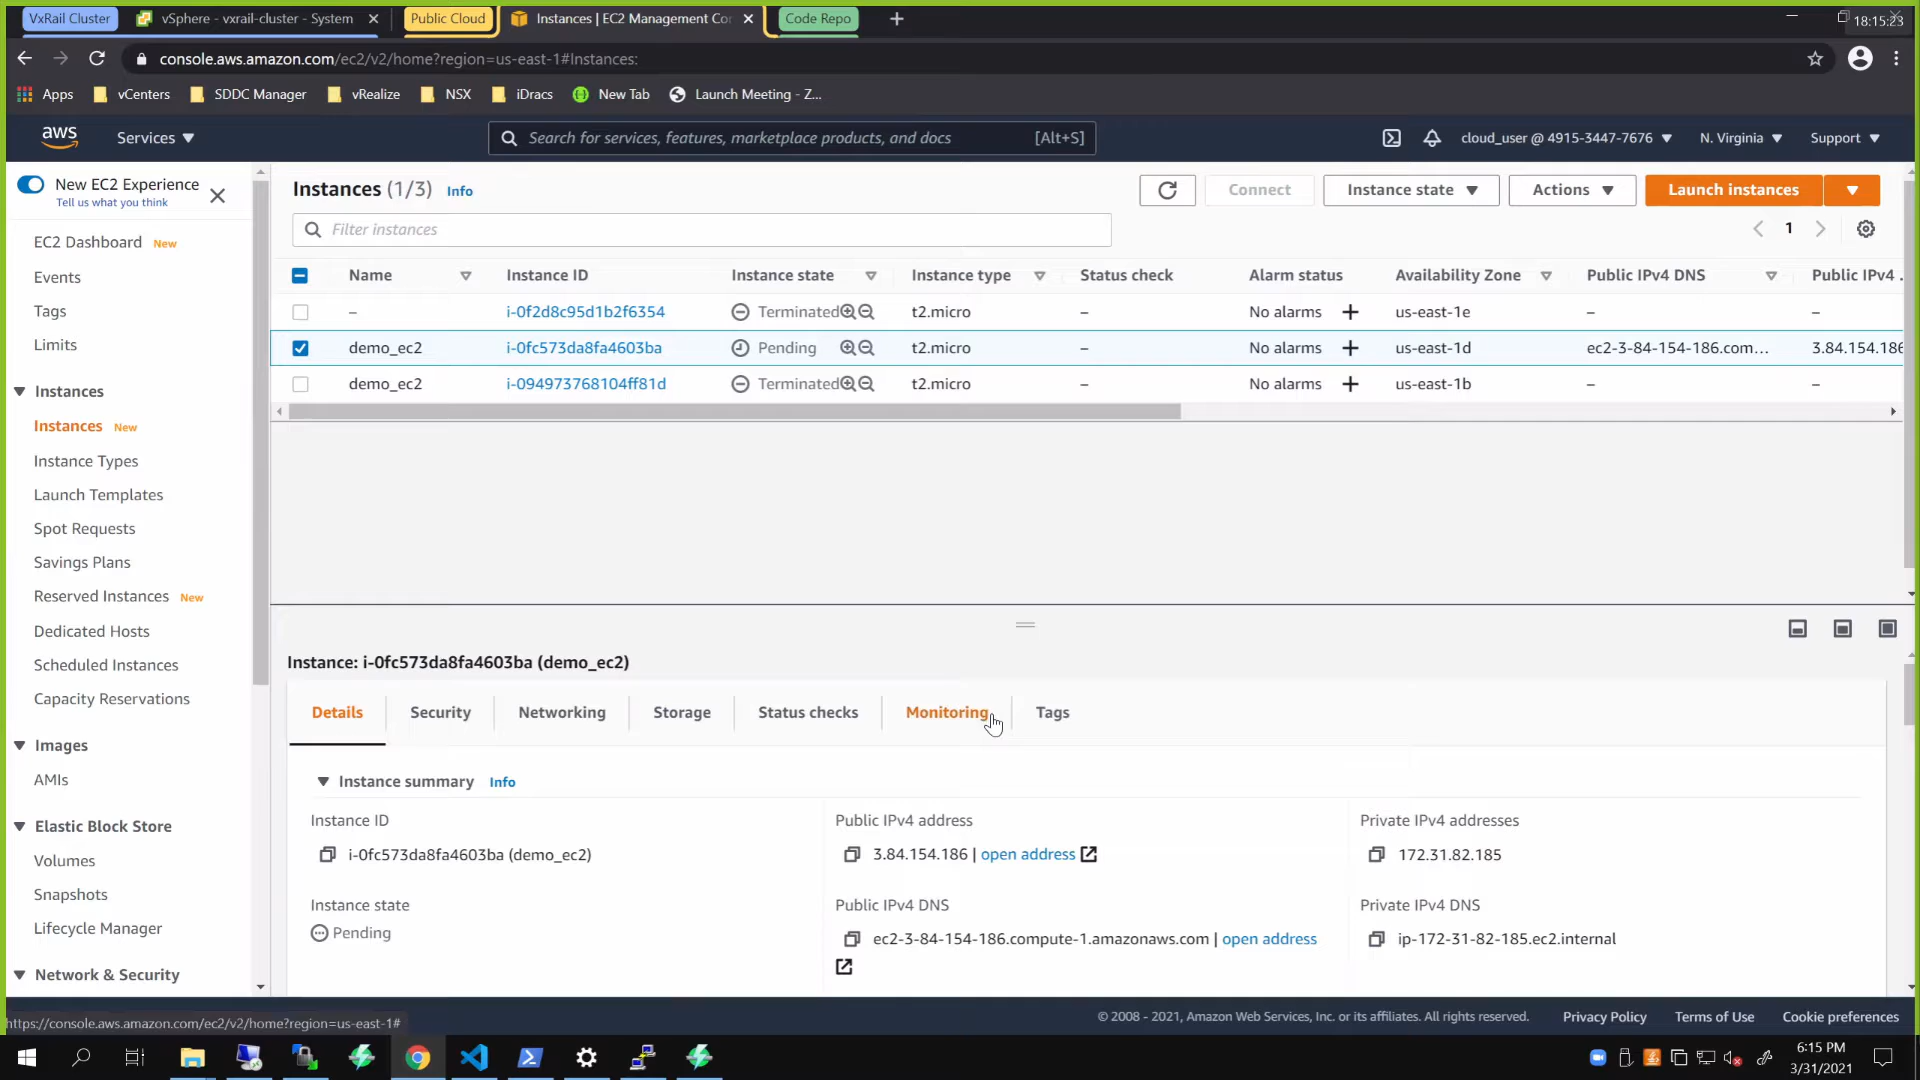 VxRail Cluster
vSphere - vxrail-cluster - System
Public Cloud
Instances | EC2 Management Cor
Code Repo
18:15:23
console.aws.amazon.com/ec2/v2/home?region=us-east-1#Instances:
Apps
vCenters
SDDC Manager
vRealize
NSX
iDracs
New Tab
Launch Meeting - Z...
aws
Services
Search for services, features, marketplace products, and docs
[Alt+S]
cloud_user @ 4915-3447-7676
N. Virginia
Support
New EC2 Experience
Tell us what you think
EC2 Dashboard New
Events
Tags
Limits
Instances
Instances New
Instance Types
Launch Templates
Spot Requests
Savings Plans
Reserved Instances New
Dedicated Hosts
Scheduled Instances
Capacity Reservations
Images
AMIs
Elastic Block Store
Volumes
Snapshots
Lifecycle Manager
Network & Security
Instances (1/3) Info
Connect
Instance state
Actions
Launch instances
Filter instances
1
Name Instance ID Instance state Instance type Status check Alarm status Availability Zone Public IPv4 DNS Public IPv4 .
– i-0f2d8c95d1b2f6354 Terminated t2.micro – No alarms us-east-1e – –
demo_ec2 i-0fc573da8fa4603ba Pending t2.micro – No alarms us-east-1d ec2-3-84-154-186.com... 3.84.154.186
demo_ec2 i-094973768104ff81d Terminated t2.micro – No alarms us-east-1b – –
Instance: i-0fc573da8fa4603ba (demo_ec2)
Details Security Networking Storage Status checks Monitoring Tags
Instance summary Info
Instance ID
i-0fc573da8fa4603ba (demo_ec2)
Public IPv4 address
3.84.154.186 | open address
Private IPv4 addresses
172.31.82.185
Instance state
Pending
Public IPv4 DNS
ec2-3-84-154-186.compute-1.amazonaws.com | open address
Private IPv4 DNS
ip-172-31-82-185.ec2.internal
https://console.aws.amazon.com/ec2/v2/home?region=us-east-1#
© 2008 - 2021, Amazon Web Services, Inc. or its affiliates. All rights reserved.
Privacy Policy
Terms of Use
Cookie preferences
6:15 PM
3/31/2021